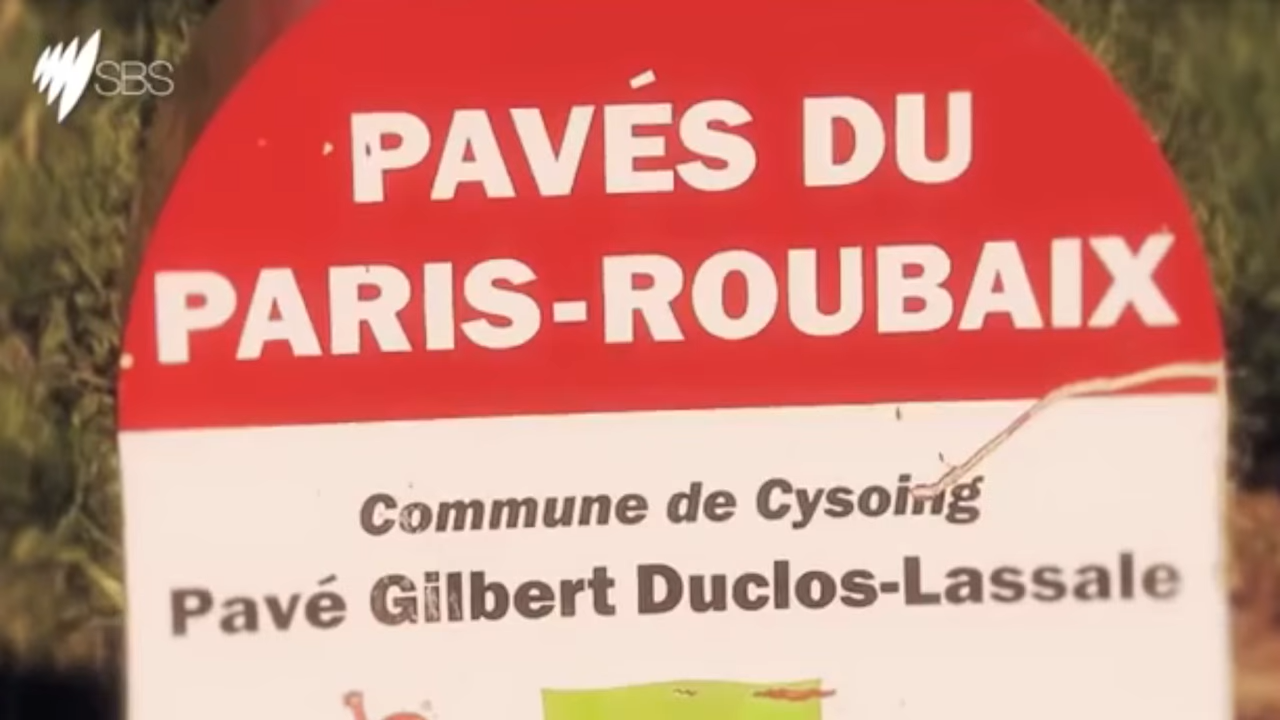 SBS
PAVÉS DU
PARIS-ROUBAIX
Commune de Cysoing
Pavé Gilbert Duclos-Lassale